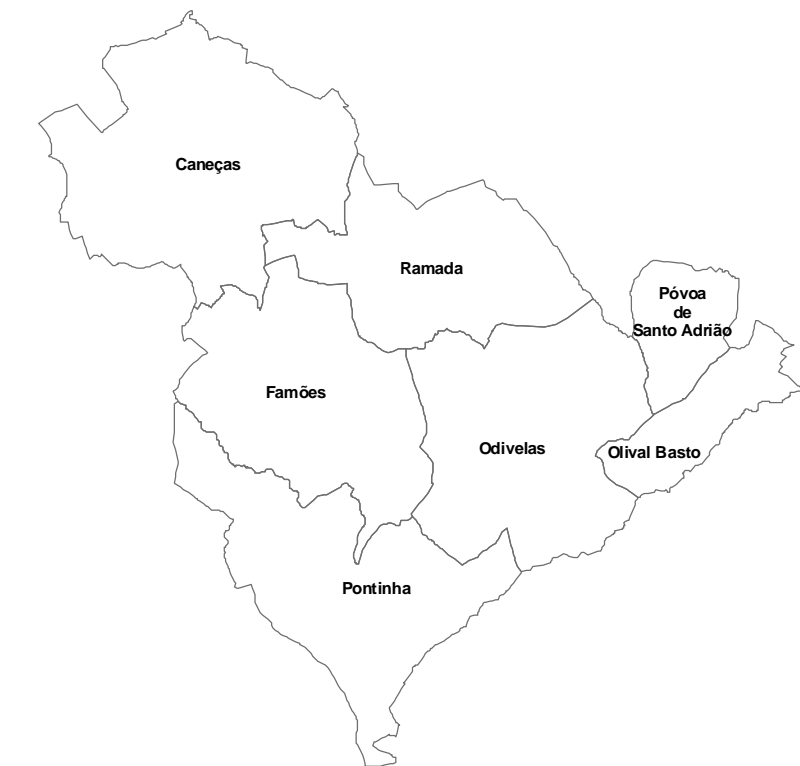 Caneças
Ramada
Póvoa
de
Santo Adrião
Famões
Odivelas
Olival Basto
Pontinha